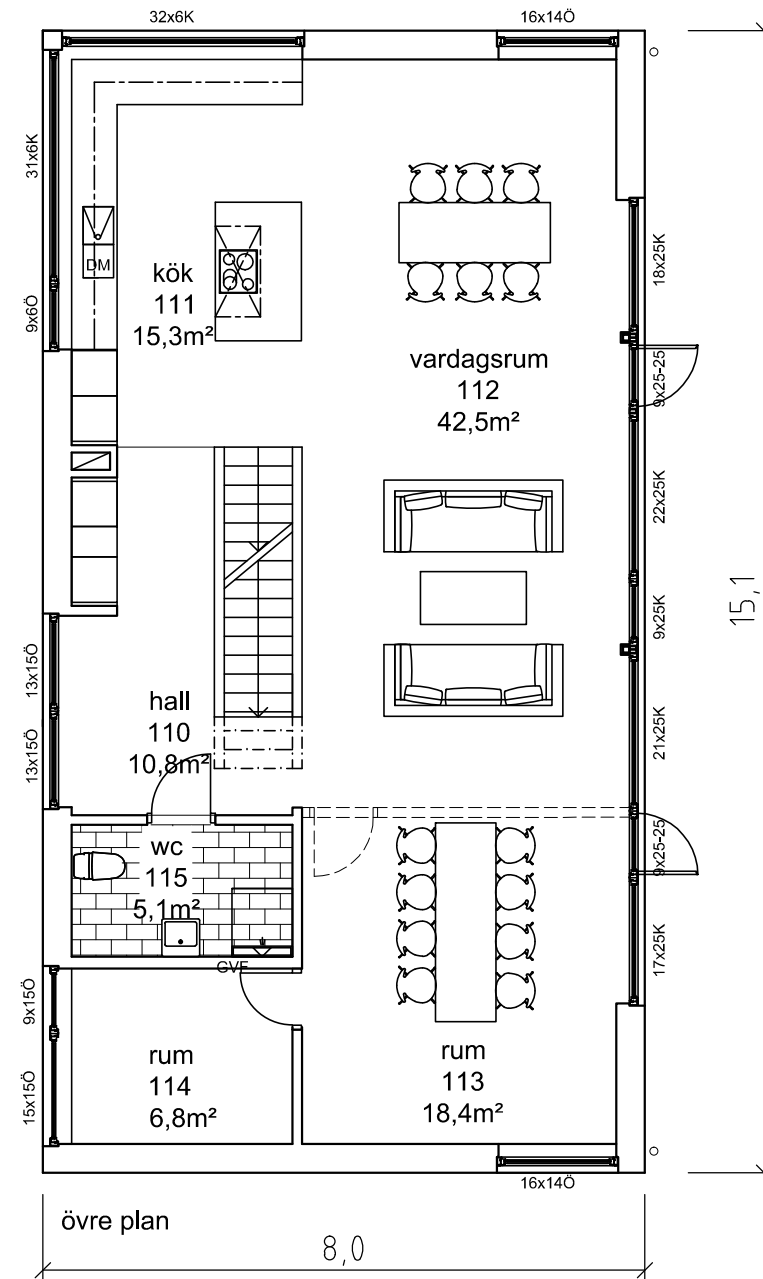 32x6K
16x14Ö
31x6K
DM
kök
111
15,3m²
9x6Ö
18x25K
vardagsrum
112
42,5m²
9x25-25
22x25K
15,1
9x25K
13x15Ö
hall
110
10,8m²
13x15Ö
21x25K
wc
115
5,1m²
9x25-25
GVF
17x25K
9x15Ö
rum
114
6,8m²
rum
113
18,4m²
15x15Ö
16x14Ö
övre plan
8,0